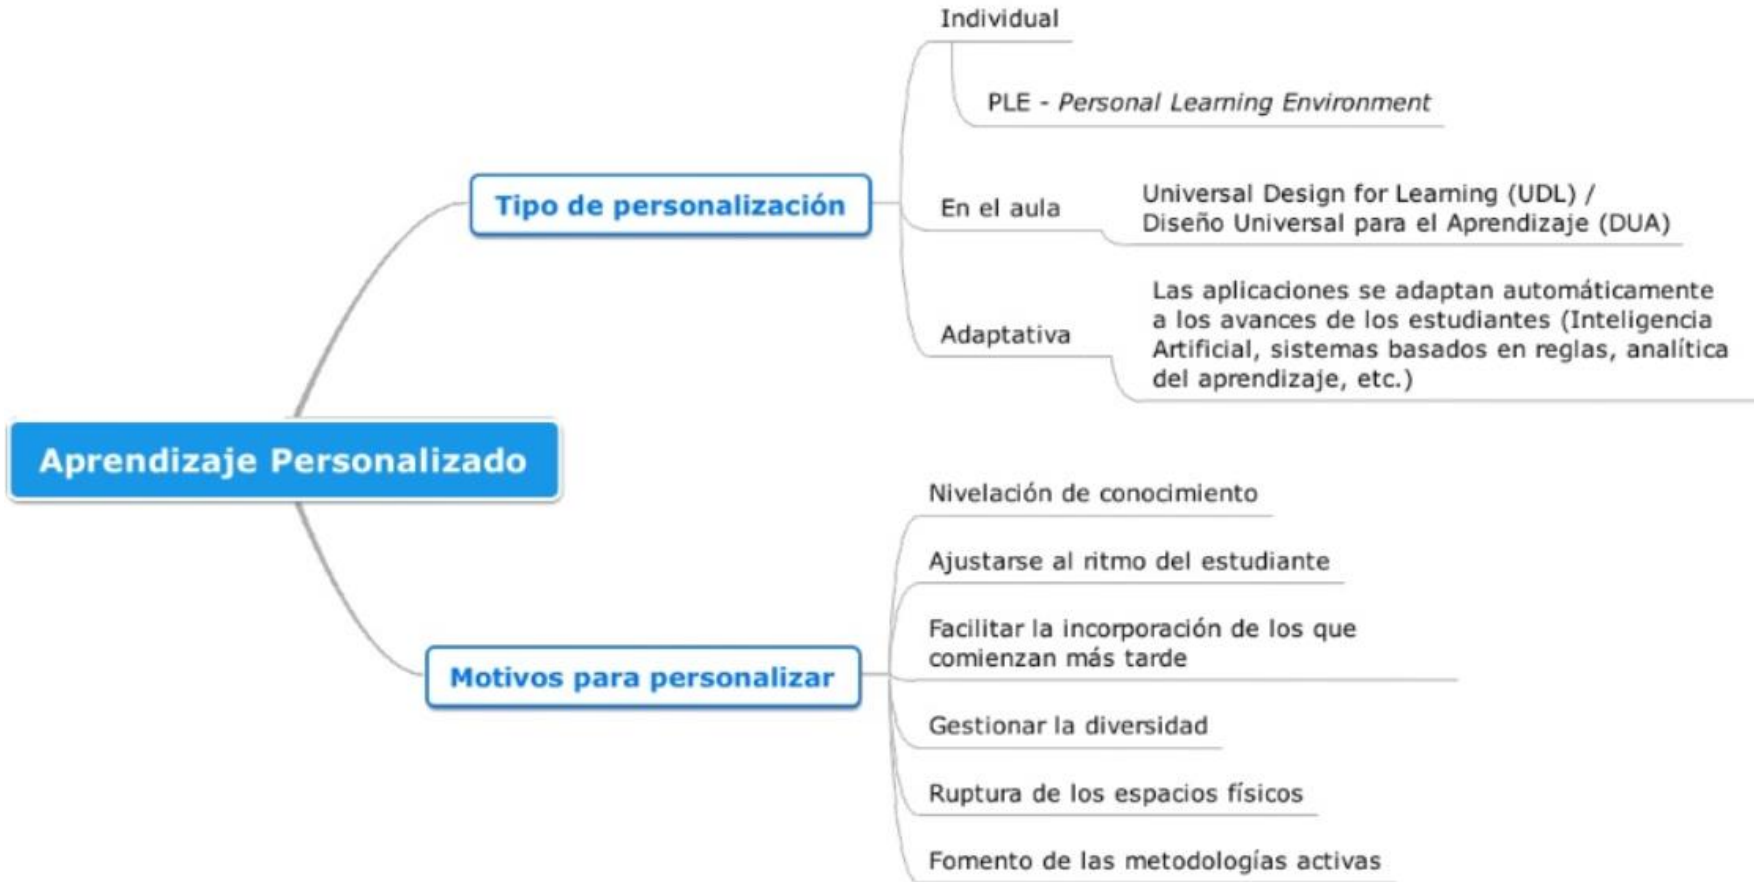 Individual
PLE - Personal Learning Environment
Tipo de personalización
En el aula
Universal Design for Learning (UDL) /
Diseño Universal para el Aprendizaje (DUA)
Adaptativa
Las aplicaciones se adaptan automáticamente
a los avances de los estudiantes (Inteligencia
Artificial, sistemas basados en reglas, analítica
del aprendizaje, etc.)
Aprendizaje Personalizado
Motivos para personalizar
Nivelación de conocimiento
Ajustarse al ritmo del estudiante
Facilitar la incorporación de los que
comienzan más tarde
Gestionar la diversidad
Ruptura de los espacios físicos
Fomento de las metodologías activas